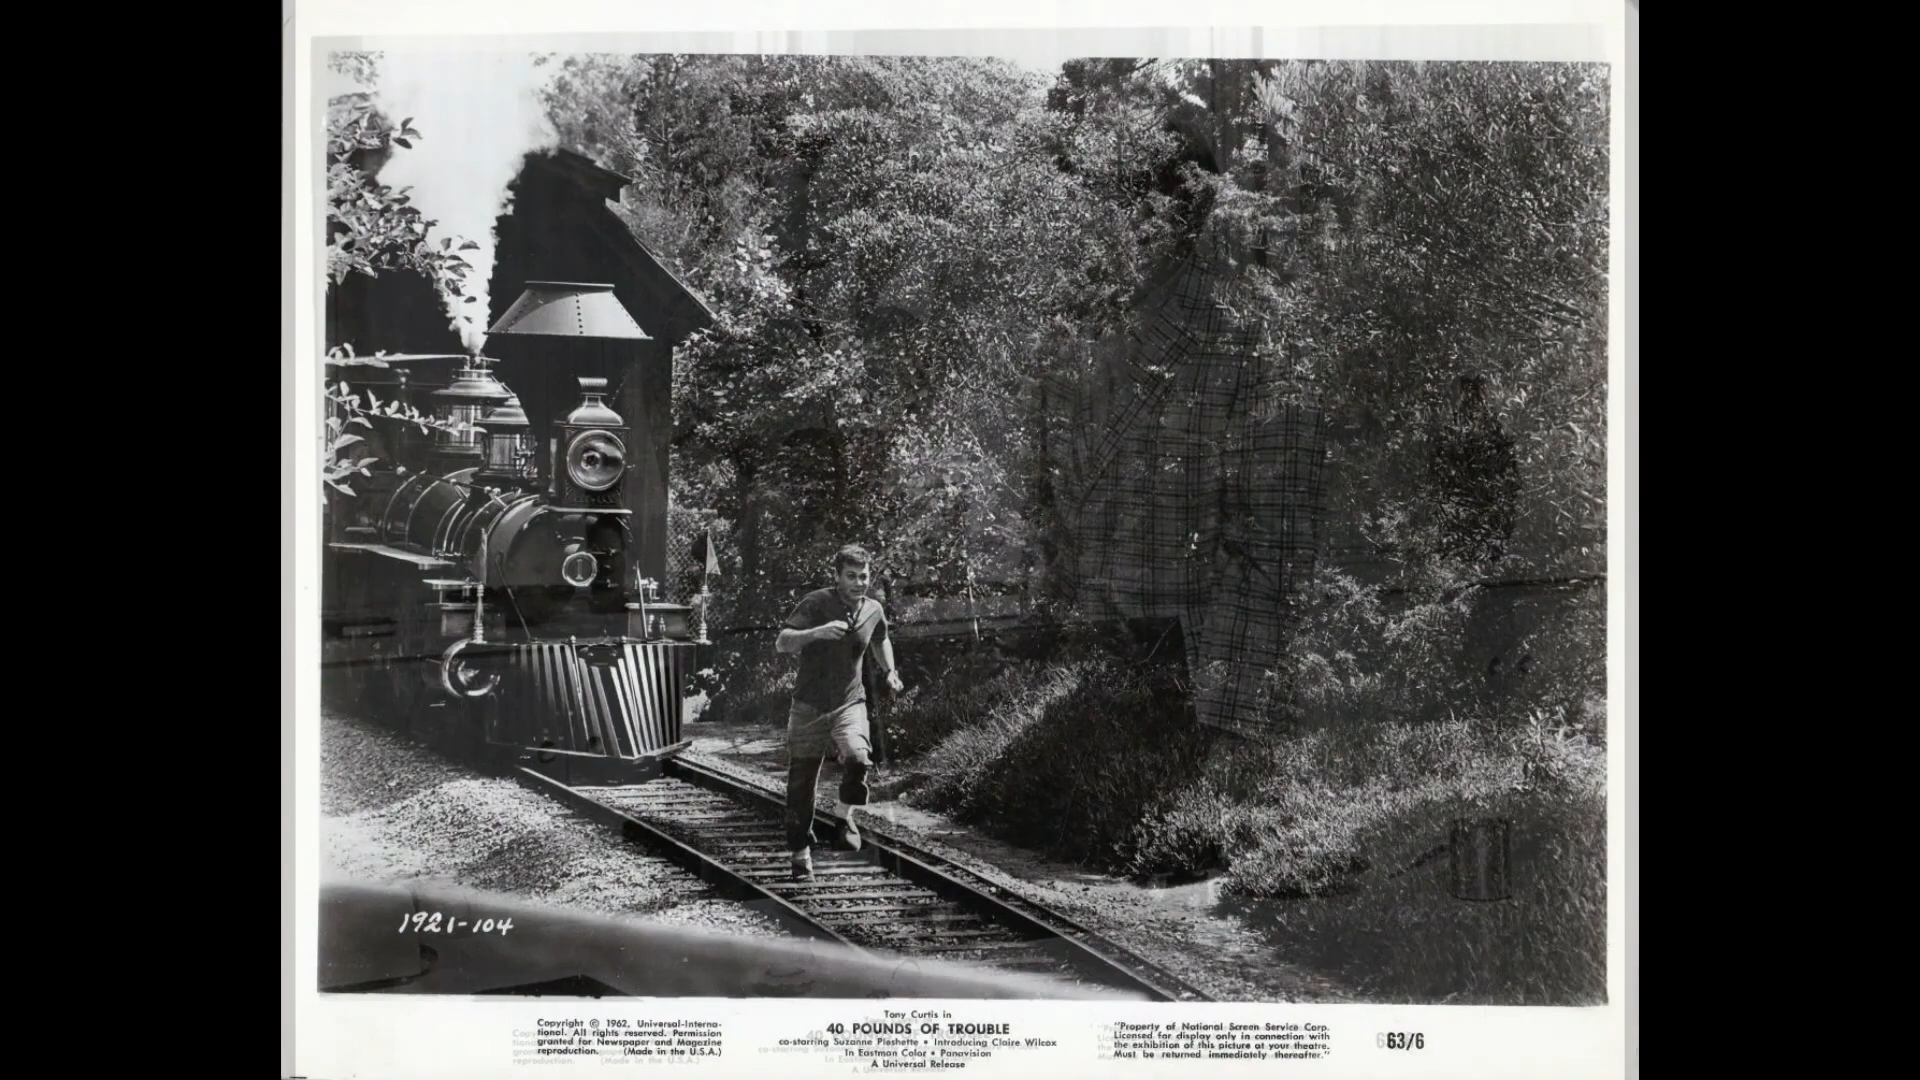 1
1921-104
Copyright © 1962, Universal-Interna-
tional. All rights reserved. Permission
granted for Newspaper and Magazine
reproduction. (Made in the U.S.A.)
Tony Curtis in
40 POUNDS OF TROUBLE
co-starring Suzanne Pleshette • Introducing Claire Wilcox
In Eastman Color • Panavision
A Universal Release
"Property of National Screen Service Corp.
Licensed for display only in connection with
the exhibition of this picture at your theatre.
Must be returned immediately thereafter."
63/6